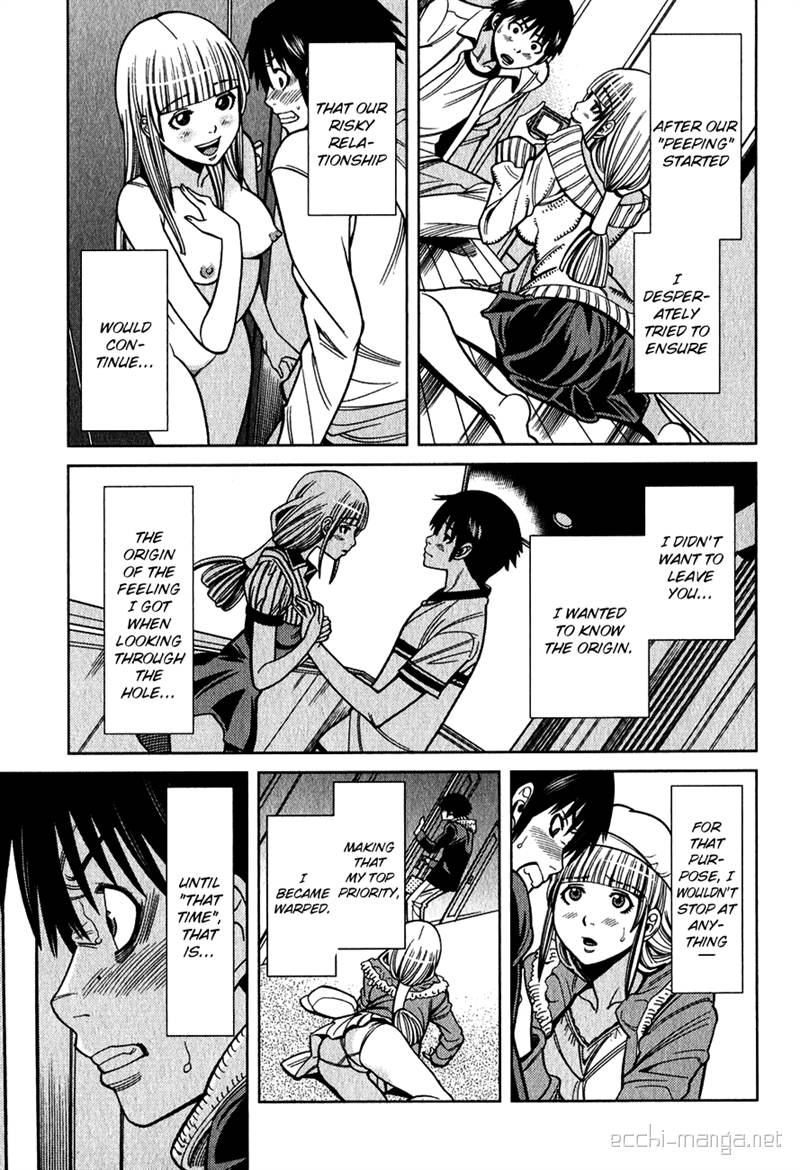 AFTER OUR
"PEEPING"
STARTED
I
DESPER-
ATELY
TRIED TO
ENSURE
THAT OUR
RISKY
RELA-
TIONSHIP
WOULD
CON-
TINUE...
I DIDN'T
WANT TO
LEAVE
YOU...
I WANTED
TO KNOW
THE ORIGIN.
THE
ORIGIN
OF THE
FEELING
I GOT
WHEN
LOOKING
THROUGH
THE
HOLE...
FOR
THAT
PUR-
POSE, I
WOULDN'T
STOP AT
ANY-
THING
—
MAKING
THAT
MY TOP
PRIORITY,
I
BECAME
WARPED.
UNTIL
"THAT
TIME",
THAT
IS...
ecchi-manga.net